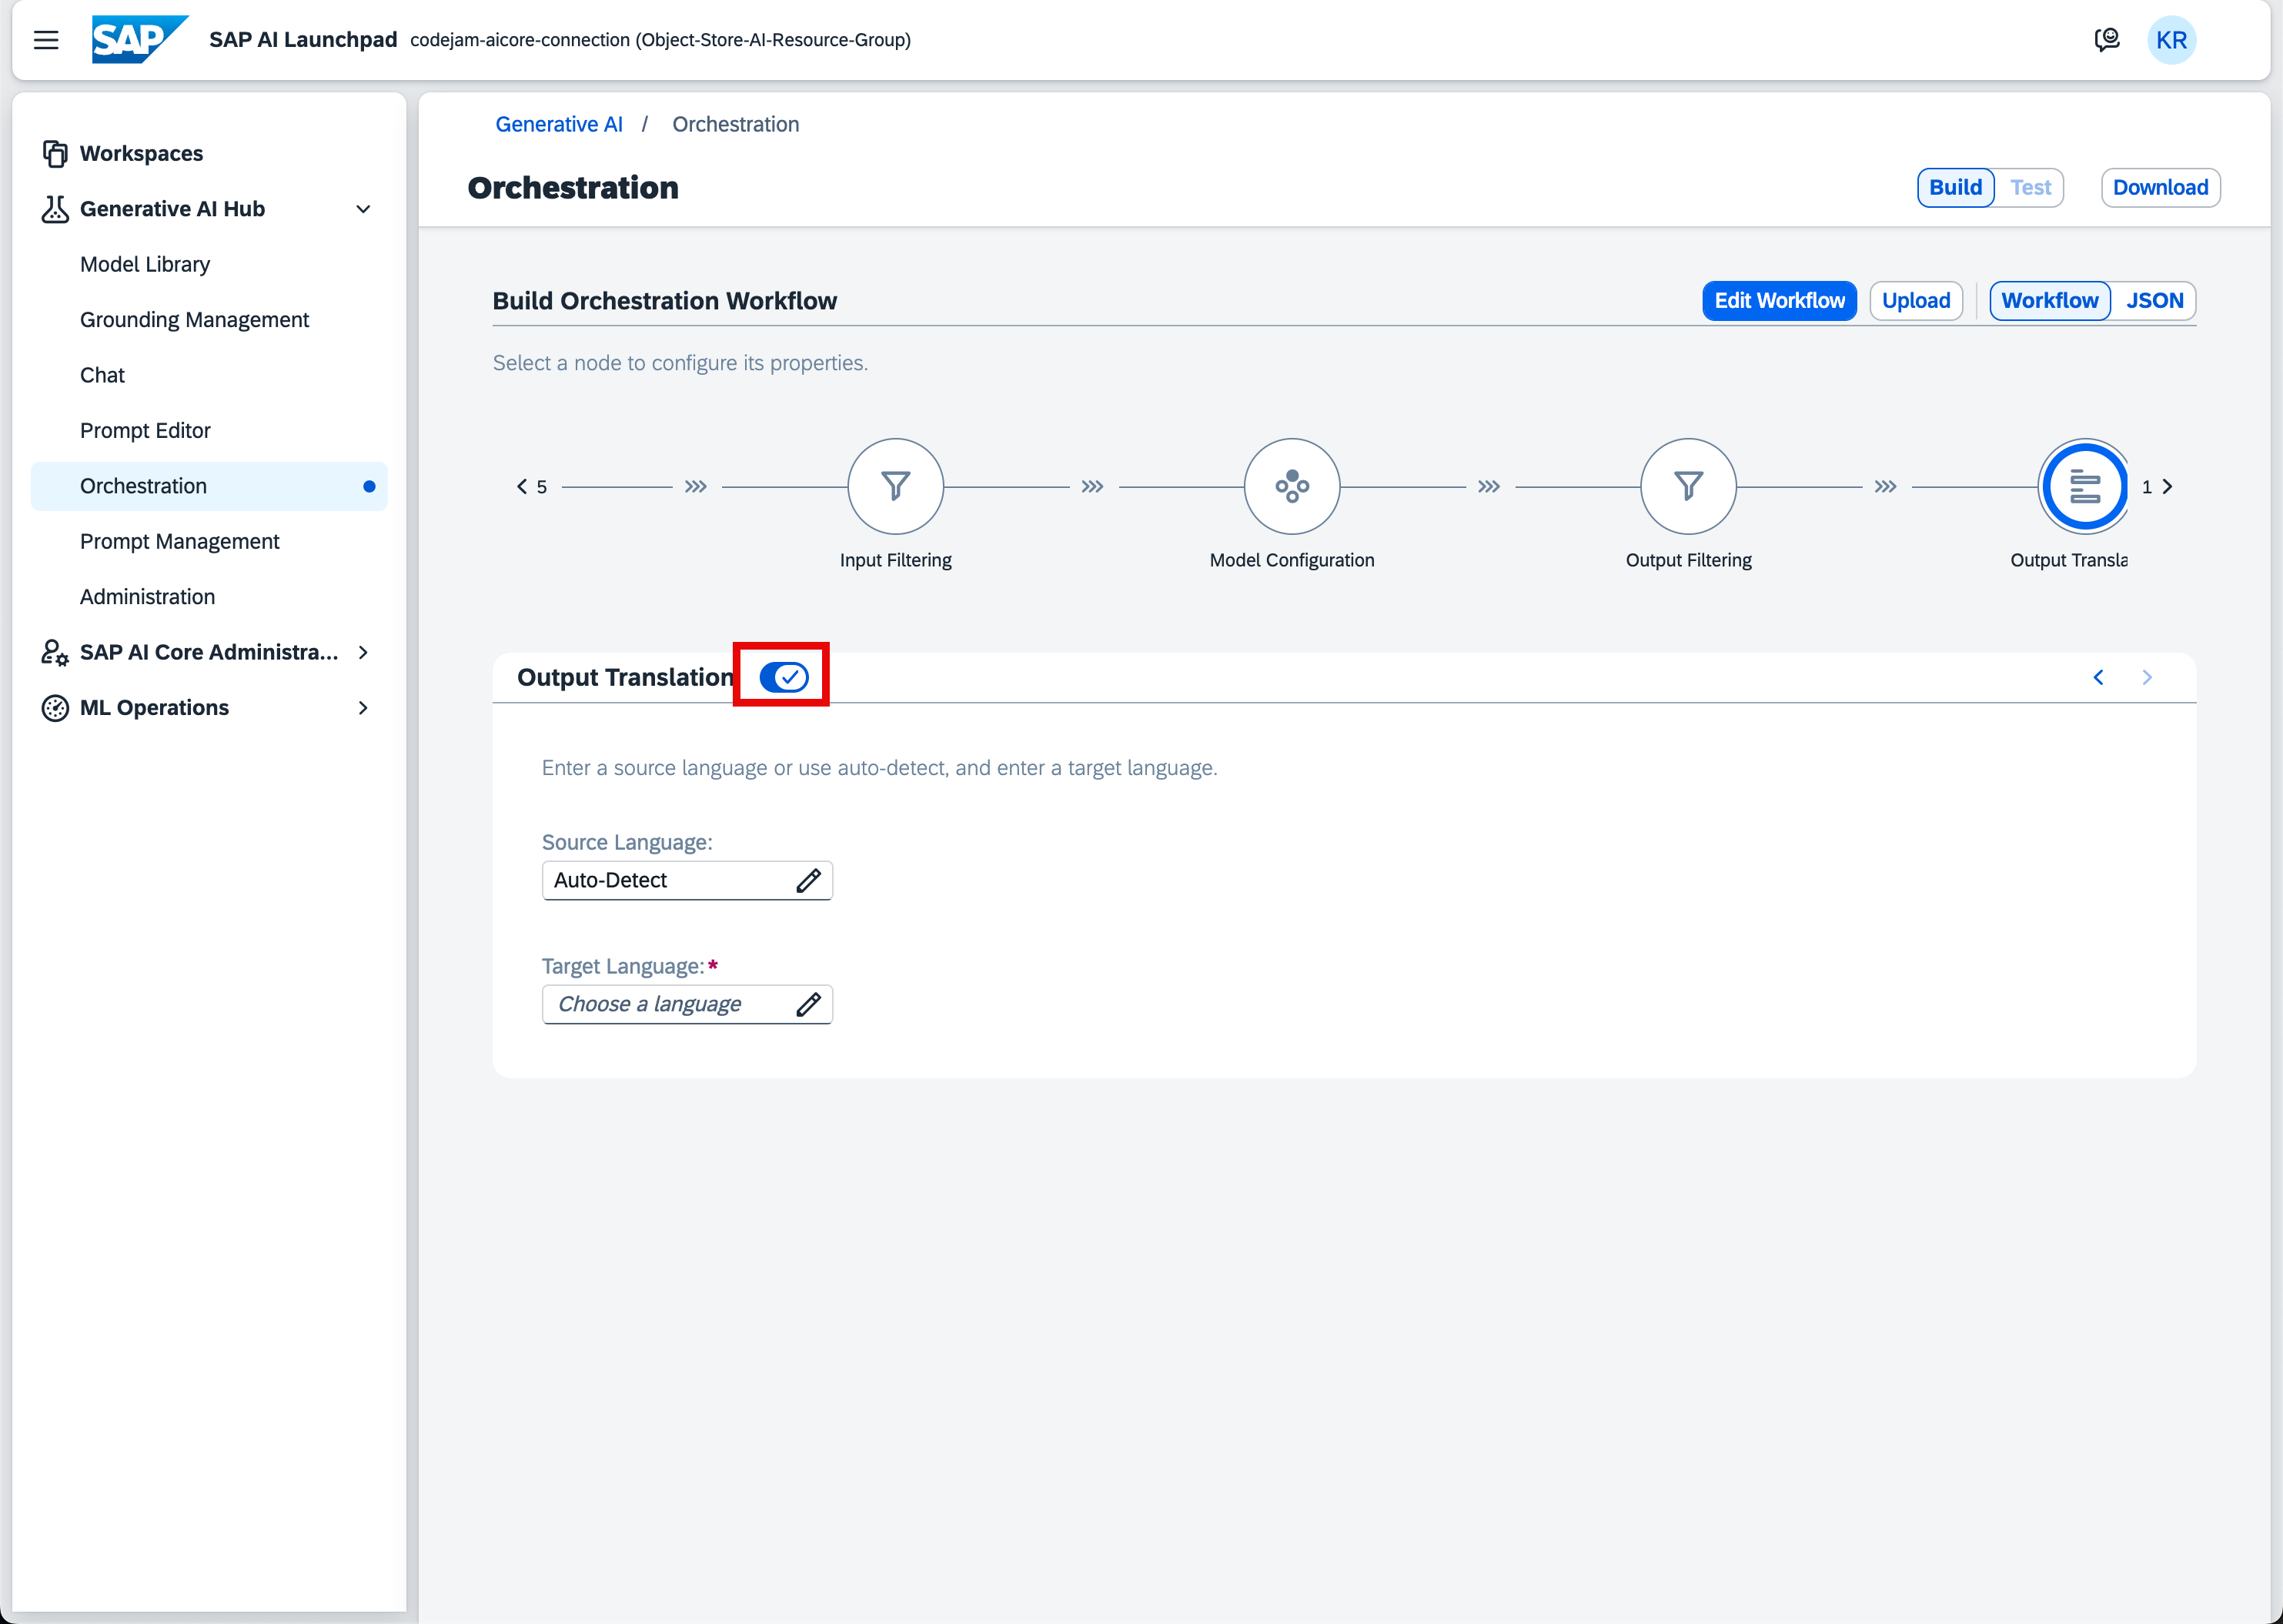 SAP SAP AI Launchpad codejam-aicore-connection (Object-Store-AI-Resource-Group) KR
Workspaces
Generative AI Hub
Model Library
Grounding Management
Chat
Prompt Editor
Orchestration
Prompt Management
Administration
SAP AI Core Administra...
ML Operations
Generative AI / Orchestration
Orchestration
Build Test Download
Build Orchestration Workflow
Edit Workflow Upload Workflow JSON
Select a node to configure its properties.
5
1
Input Filtering Model Configuration Output Filtering Output Transla
Output Translation
Enter a source language or use auto-detect, and enter a target language.
Source Language:
Auto-Detect
Target Language:*
Choose a language